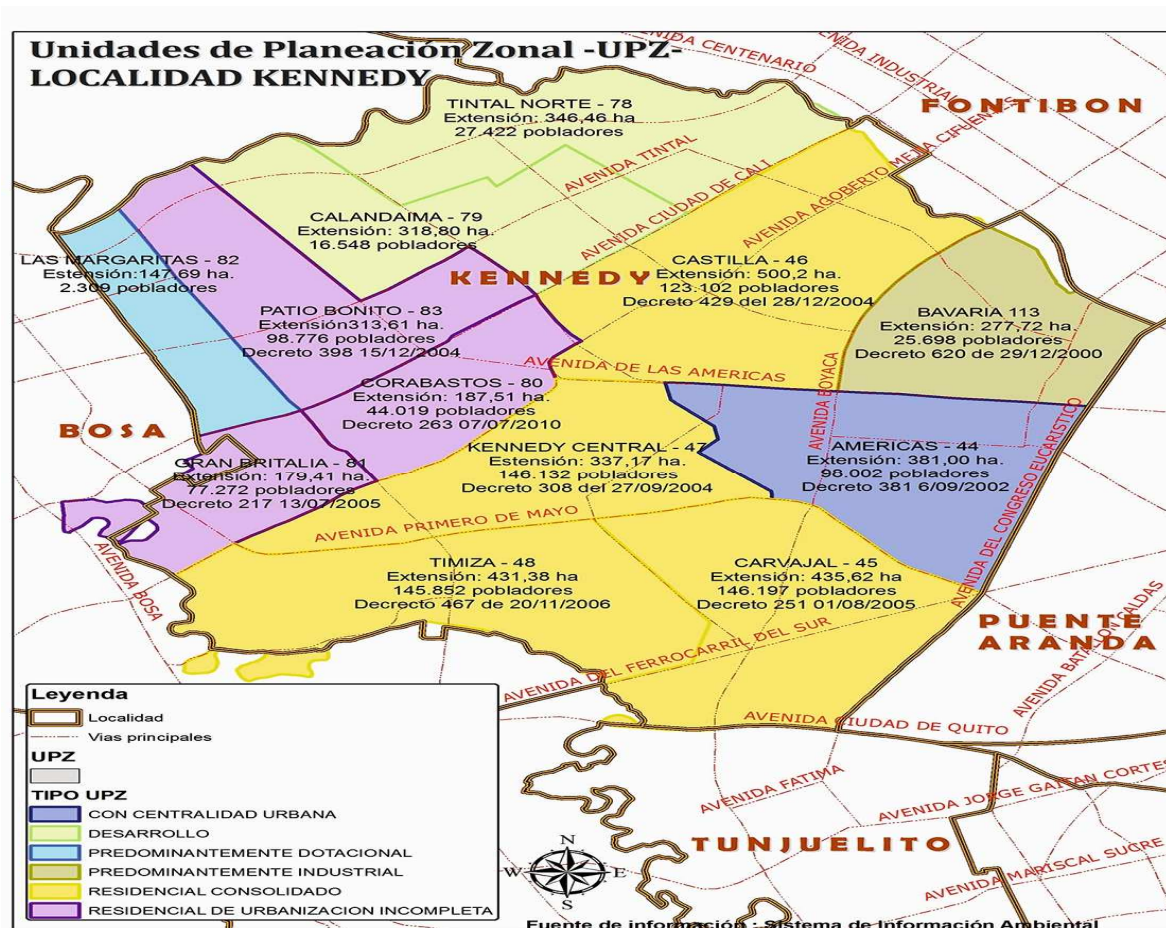 Unidades de Planeación Zonal -UPZ-
LOCALIDAD KENNEDY
AVENIDA CENTENARIO
AVENIDA INDUSTRIAL
FONTIBON
TINTAL NORTE - 78
Extensión: 346,46 ha
27.422 pobladores
AVENIDA TINTAL
AVENIDA CIUDAD DE CALI
AVENIDA AGOBERTO MEJIA CIFUENTES
CALANDAIMA - 79
Extensión: 318,80 ha
16.548 pobladores
LAS MARGARITAS - 82
Estensión:147,69 ha.
2.309 pobladores
KENNEDY
CASTILLA - 46
Extensión: 500,2 ha.
123.102 pobladores
Decreto 429 del 28/12/2004
PATIO BONITO - 83
Extensión313,61 ha.
98.776 pobladores
Decreto 398 15/12/2004
BAVARIA 113
Extensión: 277,72 ha.
25.698 pobladores
Decreto 620 de 29/12/2000
AVENIDA DE LAS AMERICAS
AVENIDA BOYACA
CORABASTOS - 80
Extensión: 187,51 ha.
44.019 pobladores
Decreto 263 07/07/2010
BOSA
KENNEDY CENTRAL - 47
Estensión: 337,17 ha.
146.132 pobladores
Decreto 308 del 27/09/2004
AMERICAS - 44
Extensión: 381,00 ha.
98.002 pobladores
Decreto 381 6/09/2002
AVENIDA DEL CONGRESO EUCARISTICO
GRAN BRITALIA - 81
Extensión: 179,41 ha.
77.272 pobladores
Decreto 217 13/07/2005
AVENIDA PRIMERO DE MAYO
AVENIDA BOSA
TIMIZA - 48
Extensión: 431,38 ha
145.852 pobladores
Decrecto 467 de 20/11/2006
CARVAJAL - 45
Extensión: 435,62 ha
146.197 pobladores
Decreto 251 01/08/2005
PUENTE
ARANDA
AVENIDA BATALLON CALDAS
AVENIDA DEL FERROCARRIL DEL SUR
AVENIDA CIUDAD DE QUITO
AVENIDA FATIMA
AVENIDA JORGE GAITAN CORTES
TUNJUELITO
AVENIDA MARISCAL SUCRE
Leyenda
Localidad
Vias principales
UPZ
TIPO UPZ
CON CENTRALIDAD URBANA
DESARROLLO
PREDOMINANTEMENTE DOTACIONAL
PREDOMINANTEMENTE INDUSTRIAL
RESIDENCIAL CONSOLIDADO
RESIDENCIAL DE URBANIZACION INCOMPLETA
N
W
E
S
Fuente de información : Sistema de Información Ambiental